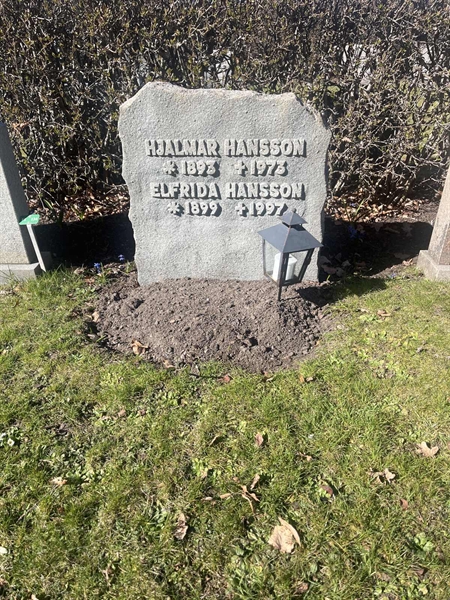 HJALMAR HANSSON
* 1893 + 1973
ELFRIDA HANSSON
* 1899 + 1997